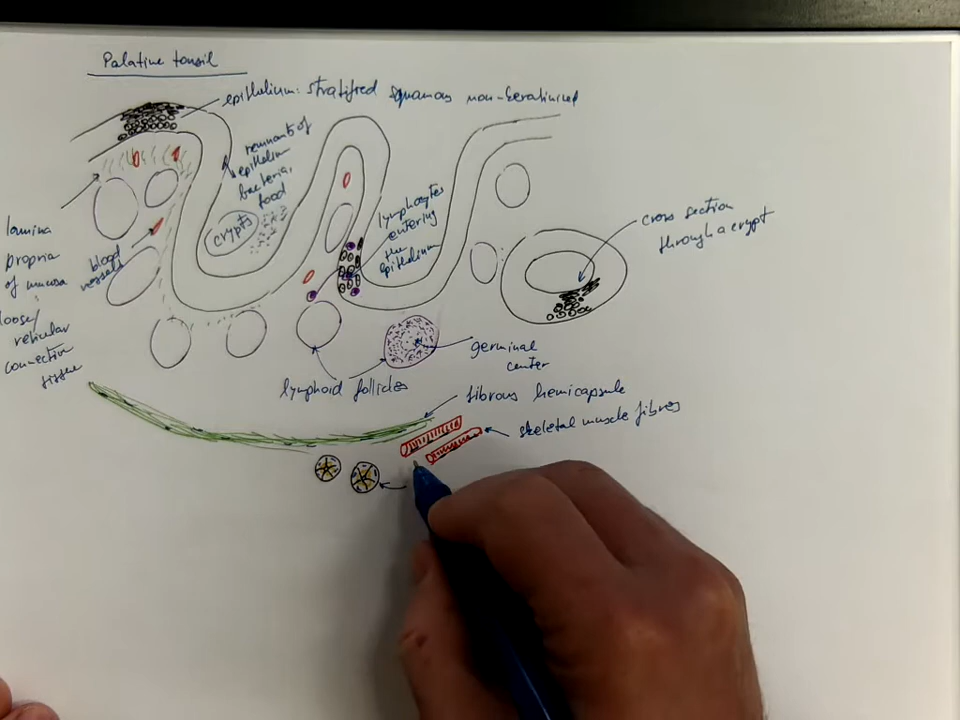 Palatine tonsil
epithelium: stratified squamous non-keratinized
remnants of
epithelium
bacteria,
food
crypts
lymphocytes
entering
the
epithelium
cross section
through a crypt
lamina
propria
of mucosa
loose/
reticular
connective
tissue
blood
vessels
germinal
center
lymphoid follicles
fibrous hemicapsule
skeletal muscle fibres